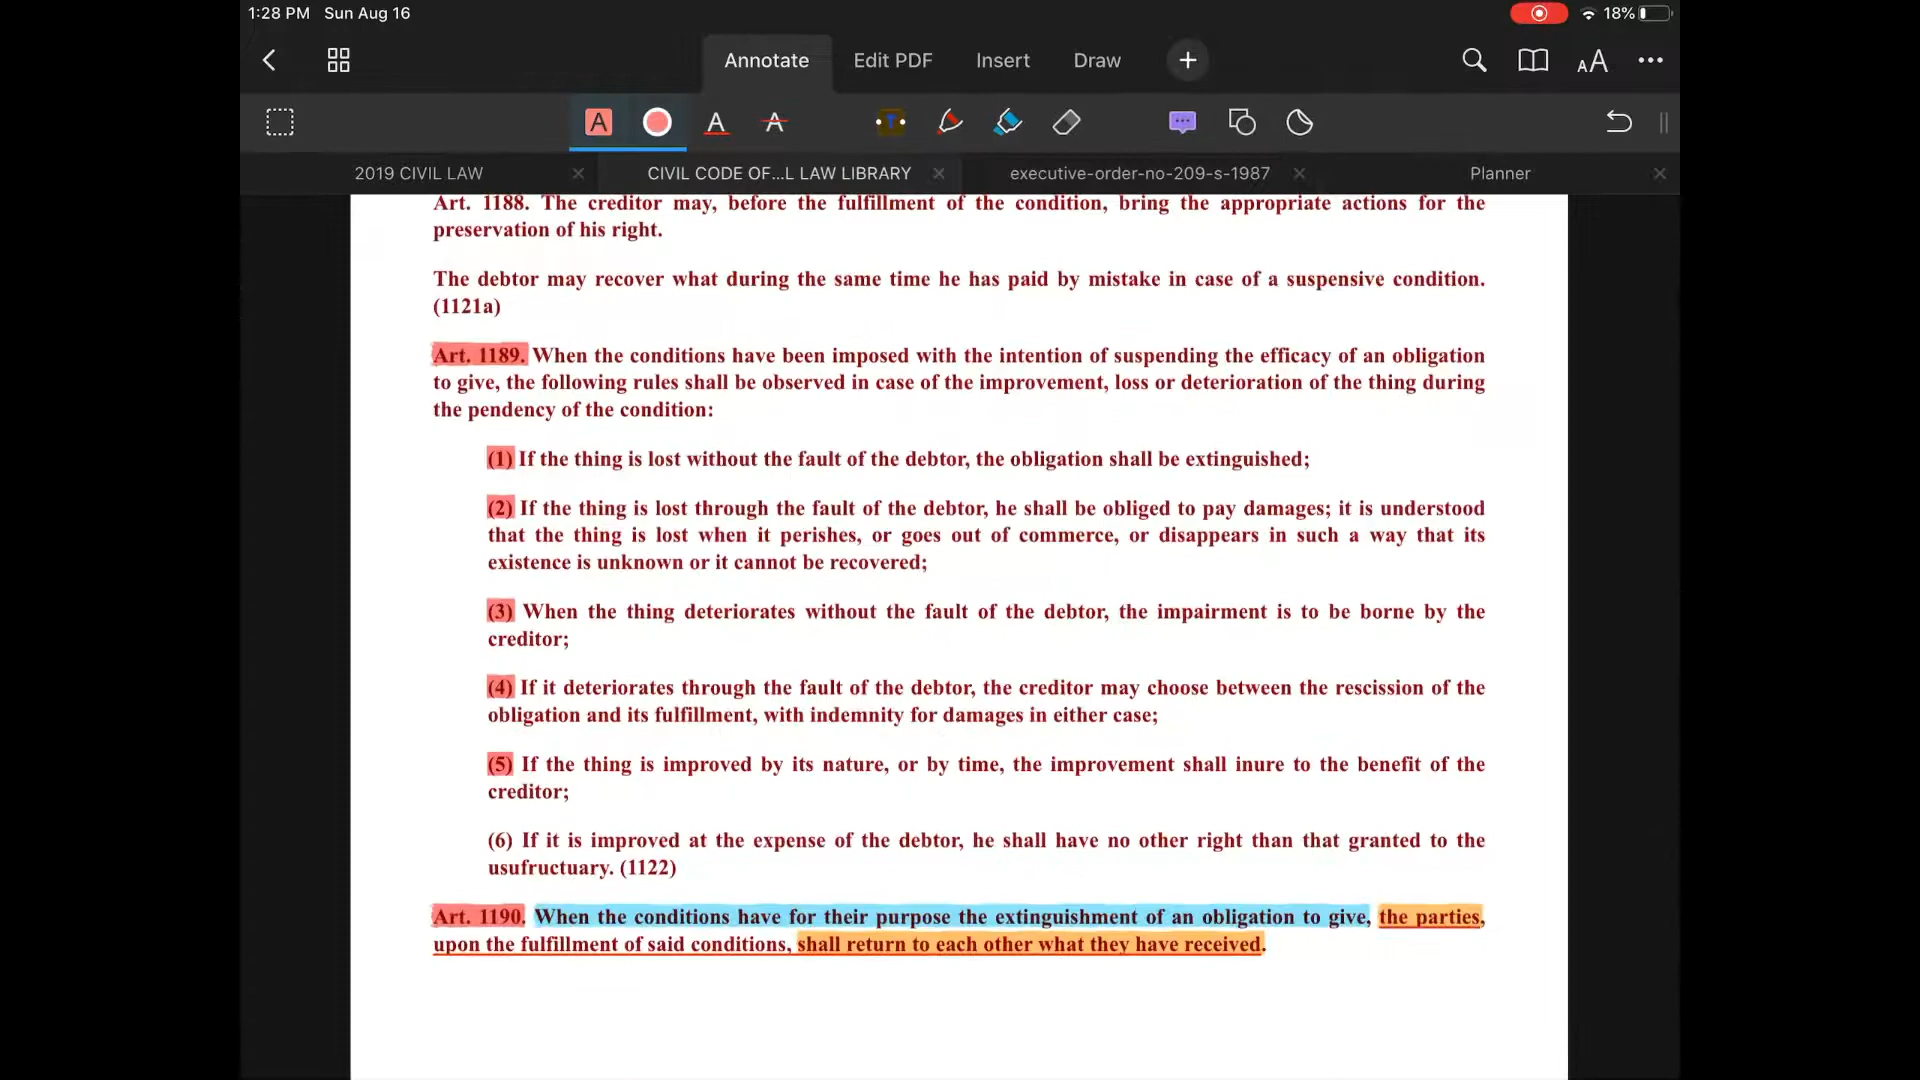 1:28 PM Sun Aug 16
18%
Annotate Edit PDF Insert Draw +
AA
A A A T
2019 CIVIL LAW × CIVIL CODE OF...L LAW LIBRARY × executive-order-no-209-s-1987 × Planner ×
Art. 1188. The creditor may, before the fulfillment of the condition, bring the appropriate actions for the
preservation of his right.
The debtor may recover what during the same time he has paid by mistake in case of a suspensive condition.
(1121a)
Art. 1189. When the conditions have been imposed with the intention of suspending the efficacy of an obligation
to give, the following rules shall be observed in case of the improvement, loss or deterioration of the thing during
the pendency of the condition:
(1) If the thing is lost without the fault of the debtor, the obligation shall be extinguished;
(2) If the thing is lost through the fault of the debtor, he shall be obliged to pay damages; it is understood
that the thing is lost when it perishes, or goes out of commerce, or disappears in such a way that its
existence is unknown or it cannot be recovered;
(3) When the thing deteriorates without the fault of the debtor, the impairment is to be borne by the
creditor;
(4) If it deteriorates through the fault of the debtor, the creditor may choose between the rescission of the
obligation and its fulfillment, with indemnity for damages in either case;
(5) If the thing is improved by its nature, or by time, the improvement shall inure to the benefit of the
creditor;
(6) If it is improved at the expense of the debtor, he shall have no other right than that granted to the
usufructuary. (1122)
Art. 1190. When the conditions have for their purpose the extinguishment of an obligation to give, the parties,
upon the fulfillment of said conditions, shall return to each other what they have received.